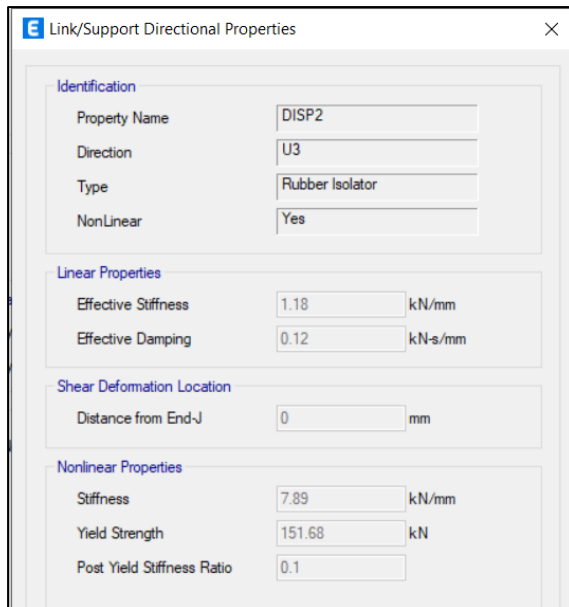 E Link/Support Directional Properties
Identification
Property Name DISP2
Direction U3
Type Rubber Isolator
NonLinear Yes
Linear Properties
Effective Stiffness 1.18 kN/mm
Effective Damping 0.12 kN-s/mm
Shear Deformation Location
Distance from End-J 0 mm
Nonlinear Properties
Stiffness 7.89 kN/mm
Yield Strength 151.68 kN
Post Yield Stiffness Ratio 0.1